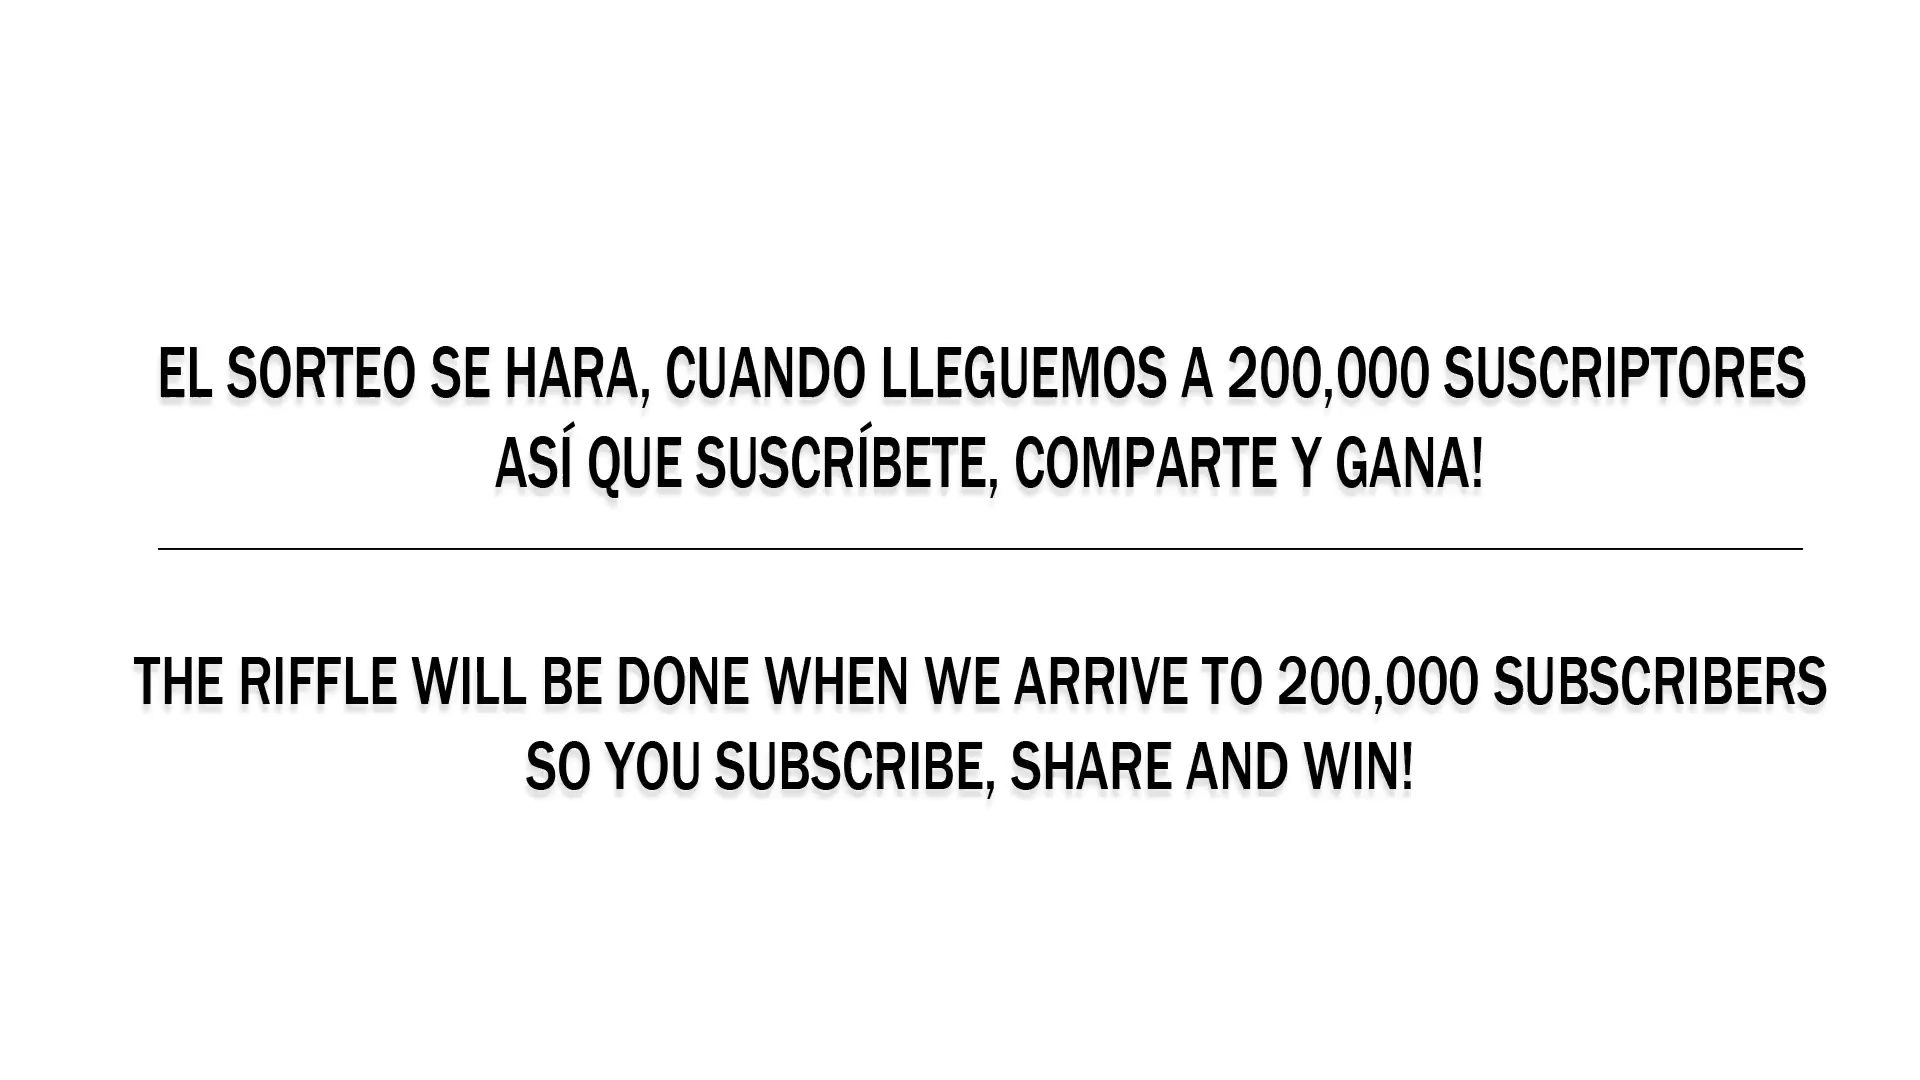 EL SORTEO SE HARA, CUANDO LLEGUEMOS A 200,000 SUSCRIPTORES
ASÍ QUE SUSCRÍBETE, COMPARTE Y GANA!
THE RIFFLE WILL BE DONE WHEN WE ARRIVE TO 200,000 SUBSCRIBERS
SO YOU SUBSCRIBE, SHARE AND WIN!